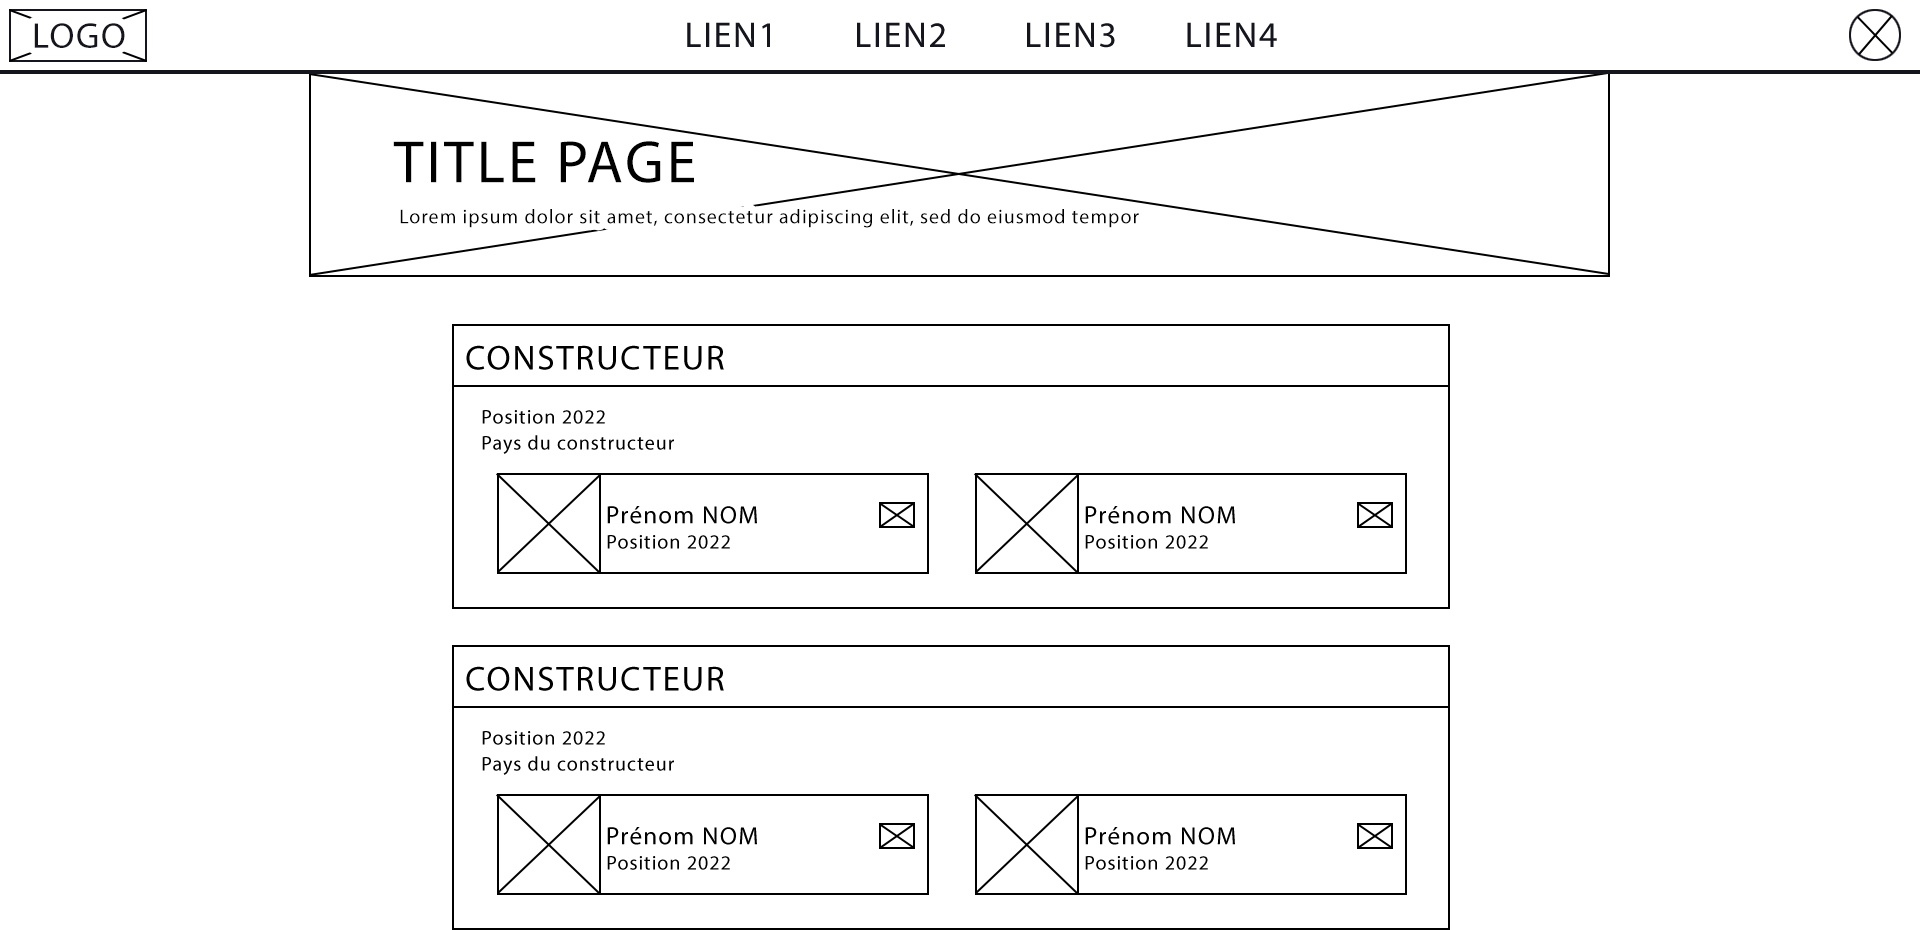 LOGO LIEN1 LIEN2 LIEN3 LIEN4
TITLE PAGE
Lorem ipsum dolor sit amet, consectetur adipiscing elit, sed do eiusmod tempor
CONSTRUCTEUR
Position 2022
Pays du constructeur
Prénom NOM
Position 2022
Prénom NOM
Position 2022
CONSTRUCTEUR
Position 2022
Pays du constructeur
Prénom NOM
Position 2022
Prénom NOM
Position 2022